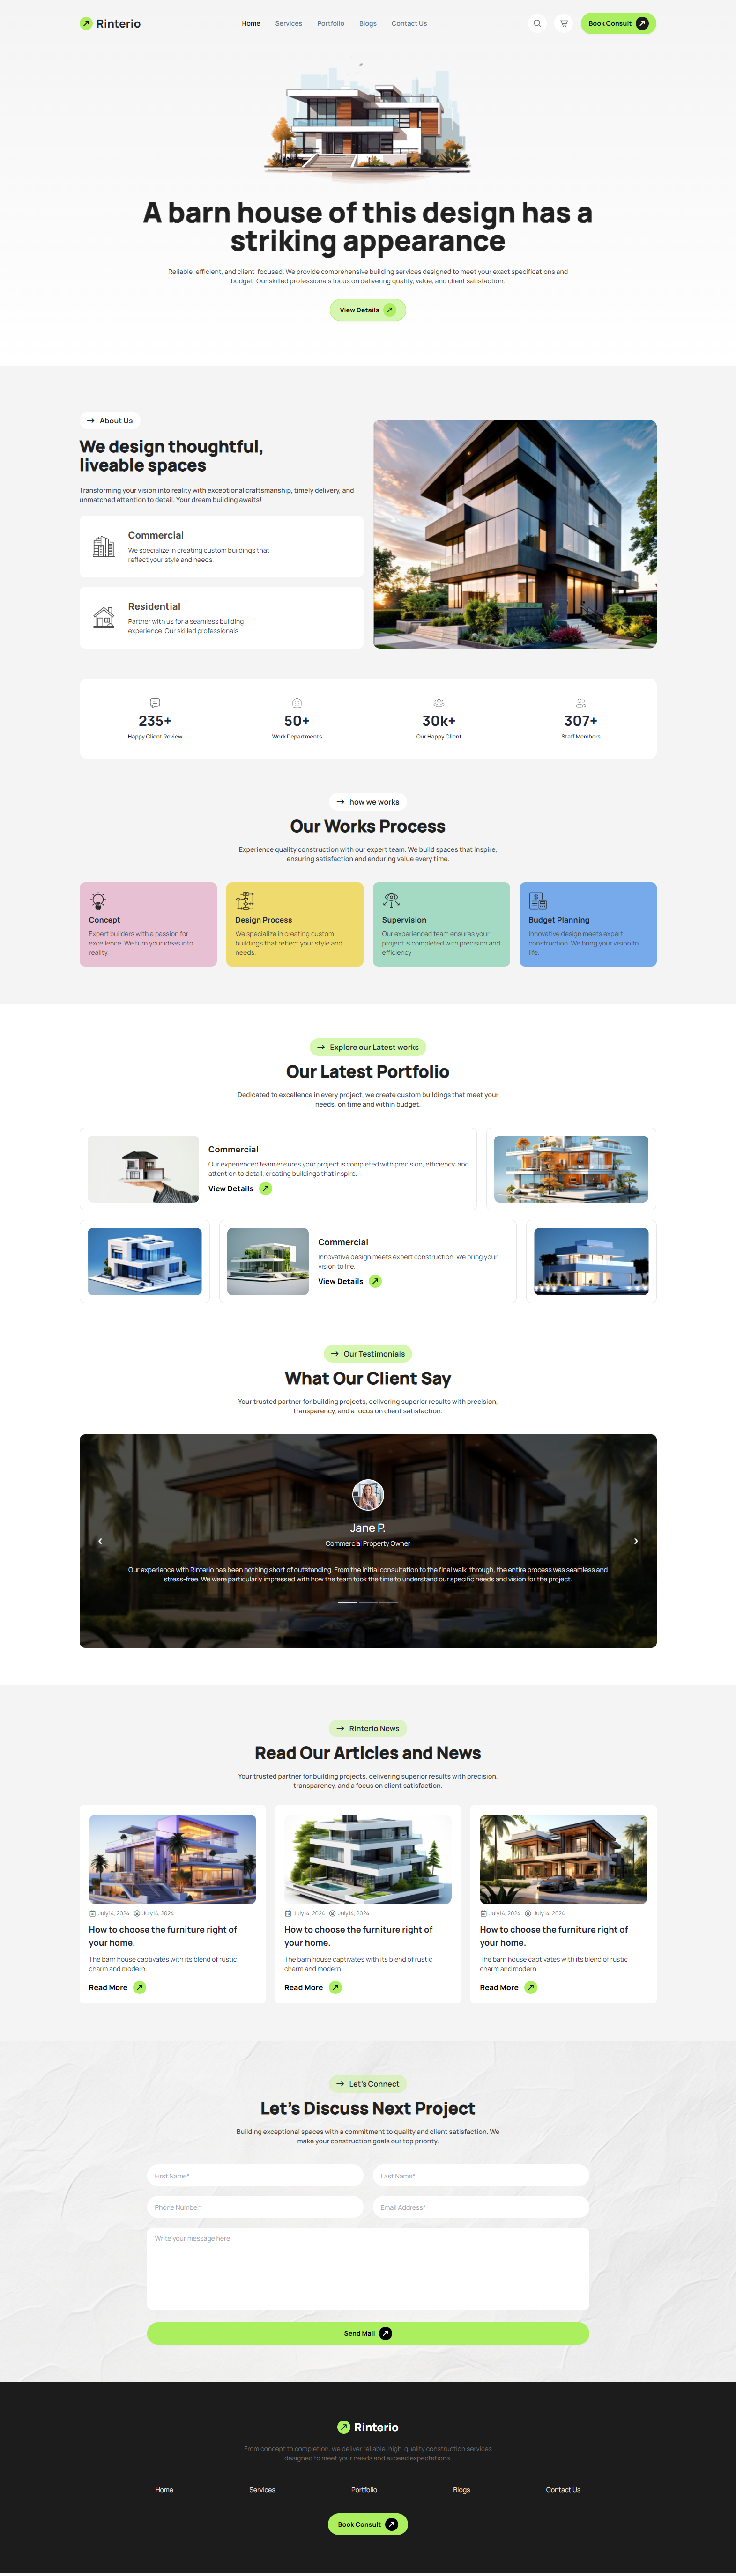 Rinterio
Home
Services
Portfolio
Blogs
Contact Us
Book Consult
A barn house of this design has a
striking appearance
Reliable, efficient, and client-focused. We provide comprehensive building services designed to meet your exact specifications and
budget. Our skilled professionals focus on delivering quality, value, and client satisfaction.
View Details
About Us
We design thoughtful,
liveable spaces
Transforming your vision into reality with exceptional craftsmanship, timely delivery, and
unmatched attention to detail. Your dream building awaits!
Commercial
We specialize in creating custom buildings that
reflect your style and needs.
Residential
Partner with us for a seamless building
experience. Our skilled professionals.
235+
Happy Client Review
50+
Work Departments
30k+
Our Happy Client
307+
Staff Members
how we works
Our Works Process
Experience quality construction with our expert team. We build spaces that inspire,
ensuring satisfaction and enduring value every time.
Concept
Expert builders with a passion for
excellence. We turn your ideas into
reality.
Design Process
We specialize in creating custom
buildings that reflect your style and
needs.
Supervision
Our experienced team ensures your
project is completed with precision and
efficiency
Budget Planning
Innovative design meets expert
construction. We bring your vision to
life.
Explore our Latest works
Our Latest Portfolio
Dedicated to excellence in every project, we create custom buildings that meet your
needs, on time and within budget.
Commercial
Our experienced team ensures your project is completed with precision, efficiency, and
attention to detail, creating buildings that inspire.
View Details
Commercial
Innovative design meets expert construction. We bring your
vision to life.
View Details
Our Testimonials
What Our Client Say
Your trusted partner for building projects, delivering superior results with precision,
transparency, and a focus on client satisfaction.
Jane P.
Commercial Property Owner
Our experience with Rinterio has been nothing short of outstanding. From the initial consultation to the final walk-through, the entire process was seamless and
stress-free. We were particularly impressed with how the team took the time to understand our specific needs and vision for the project.
Rinterio News
Read Our Articles and News
Your trusted partner for building projects, delivering superior results with precision,
transparency, and a focus on client satisfaction.
July14, 2024
July14, 2024
How to choose the furniture right of
your home.
The barn house captivates with its blend of rustic
charm and modern.
Read More
July14, 2024
July14, 2024
How to choose the furniture right of
your home.
The barn house captivates with its blend of rustic
charm and modern.
Read More
July14, 2024
July14, 2024
How to choose the furniture right of
your home.
The barn house captivates with its blend of rustic
charm and modern.
Read More
Let's Connect
Let's Discuss Next Project
Building exceptional spaces with a commitment to quality and client satisfaction. We
make your construction goals our top priority.
First Name*
Last Name*
Phone Number*
Email Address*
Write your message here
Send Mail
Rinterio
From concept to completion, we deliver reliable, high-quality construction services
designed to meet your needs and exceed expectations.
Home
Services
Portfolio
Blogs
Contact Us
Book Consult